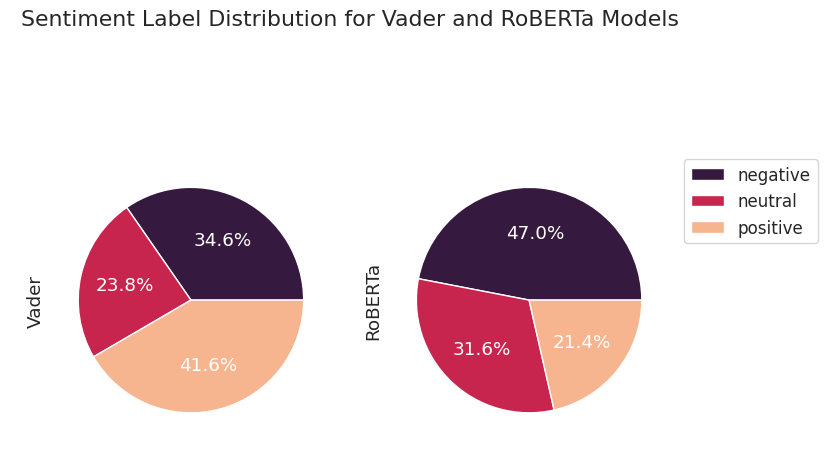 Sentiment Label Distribution for Vader and RoBERTa Models
negative
neutral
positive
Vader
34.6%
23.8%
41.6%
RoBERTa
47.0%
31.6%
21.4%